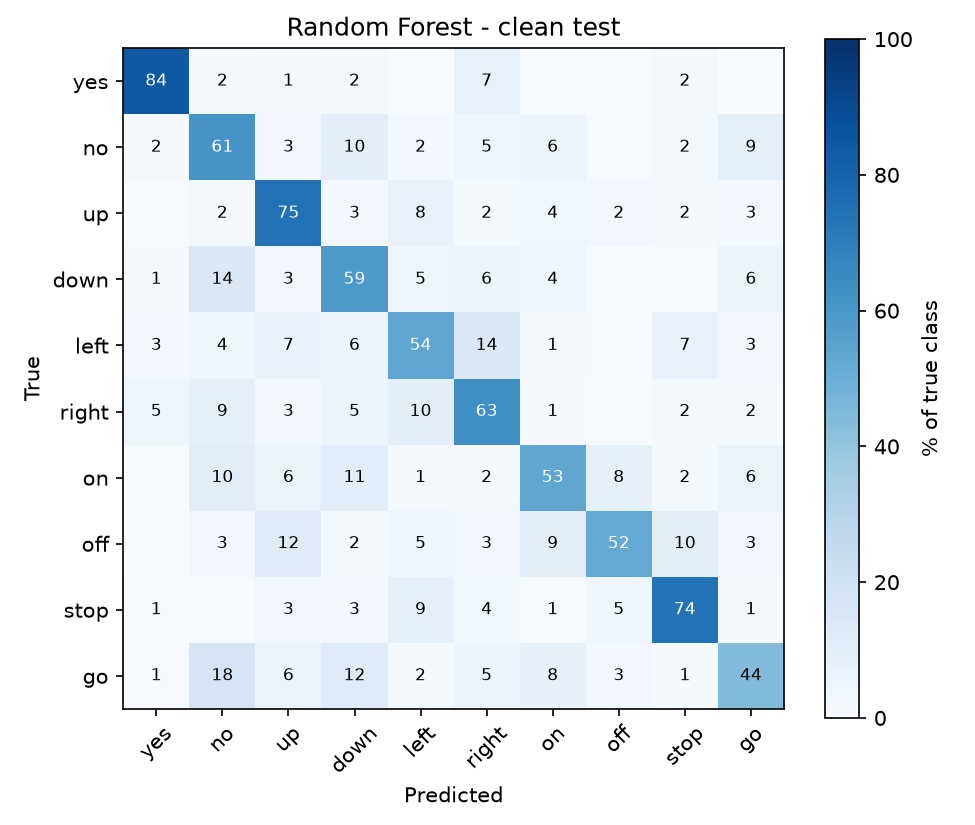 Random Forest - clean test
yes 84 2 1 2 7 2
no 2 61 3 10 2 5 6 2 9
up 2 75 3 8 2 4 2 2 3
down 1 14 3 59 5 6 4 6
left 3 4 7 6 54 14 1 7 3
right 5 9 3 5 10 63 1 2 2
on 10 6 11 1 2 53 8 2 6
off 3 12 2 5 3 9 52 10 3
stop 1 3 3 9 4 1 5 74 1
go 1 18 6 12 2 5 8 3 1 44
yes no up down left right on off stop go
Predicted
True
100
80
60
40
20
0
% of true class